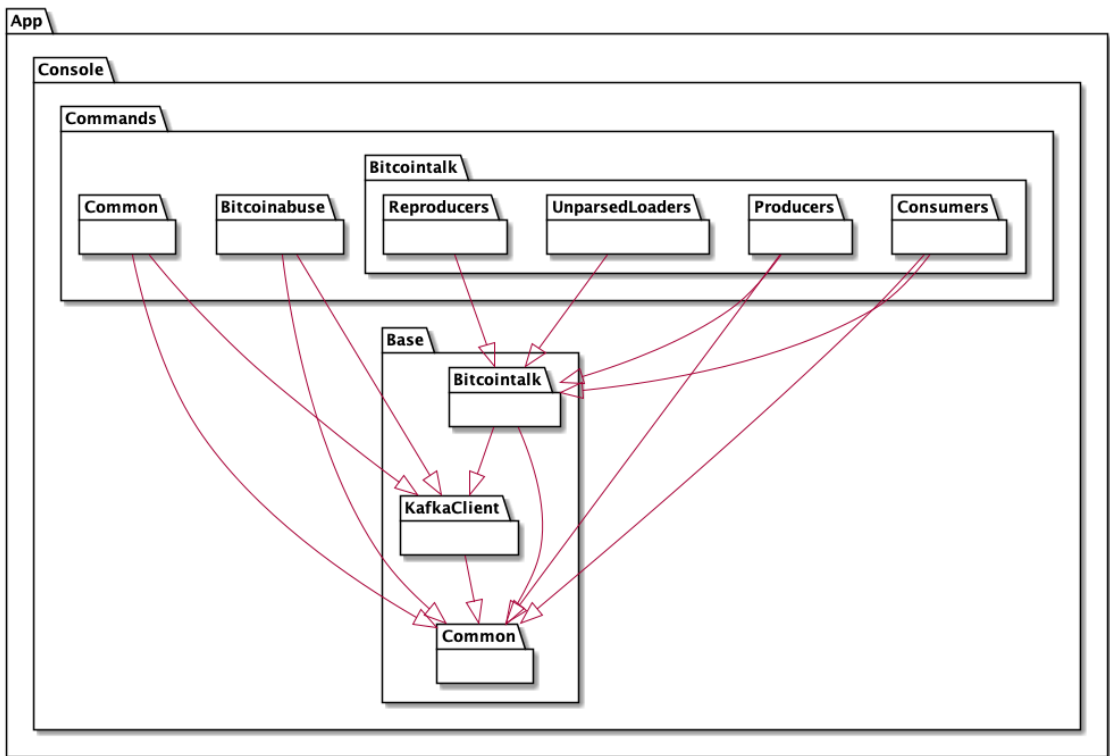 App
Console
Commands
Bitcointalk
Common
Bitcoinabuse
Reproducers
UnparsedLoaders
Producers
Consumers
Base
Bitcointalk
KafkaClient
Common